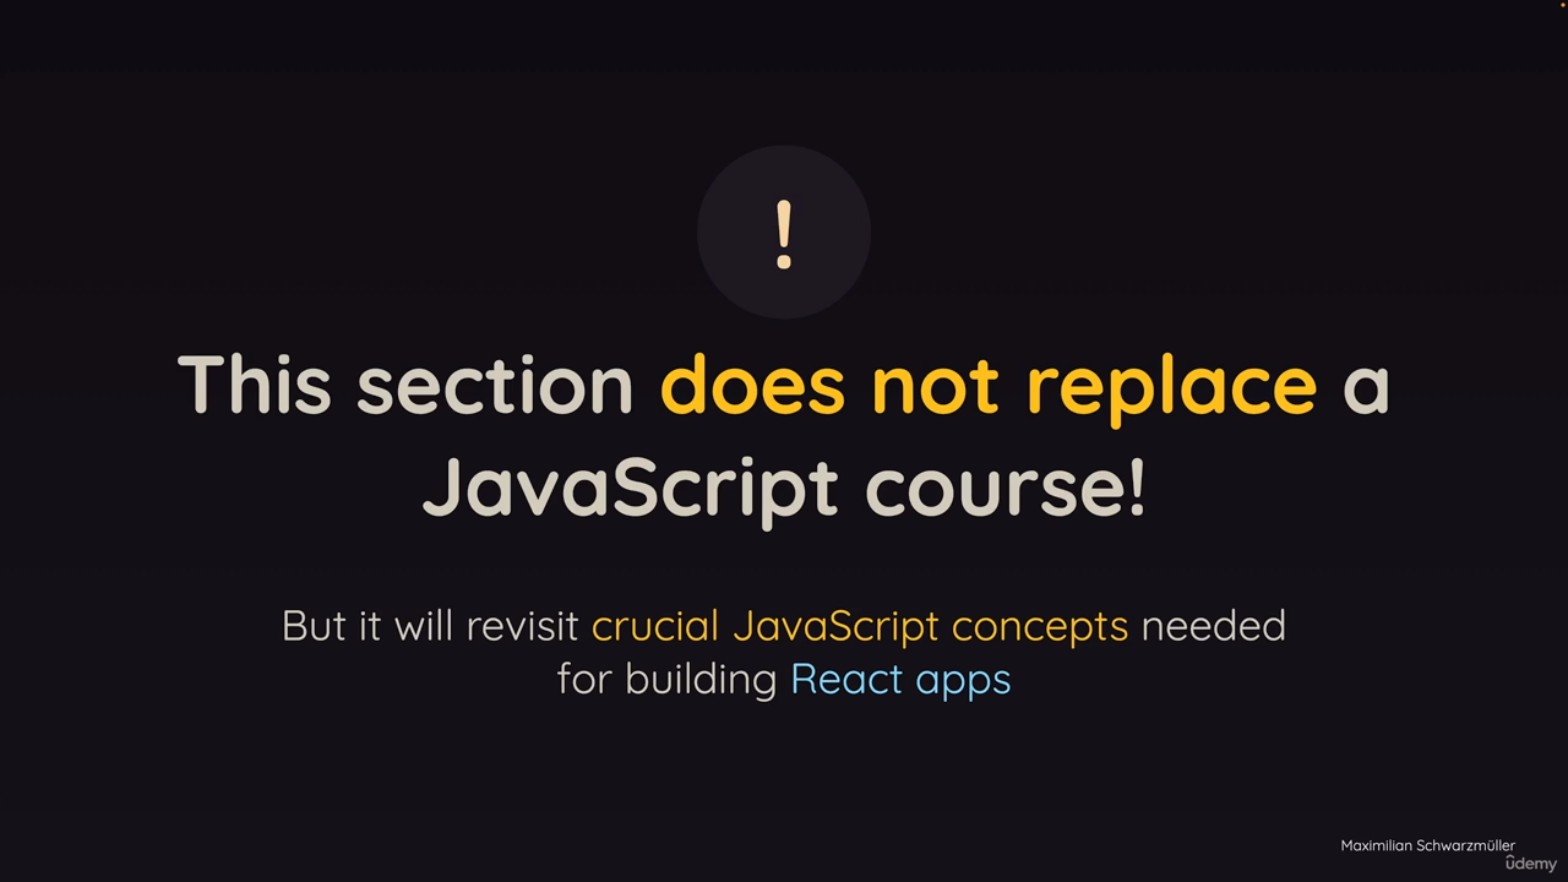 !
This section does not replace a
JavaScript course!
But it will revisit crucial JavaScript concepts needed
for building React apps
Maximilian Schwarzmüller
ûdemy